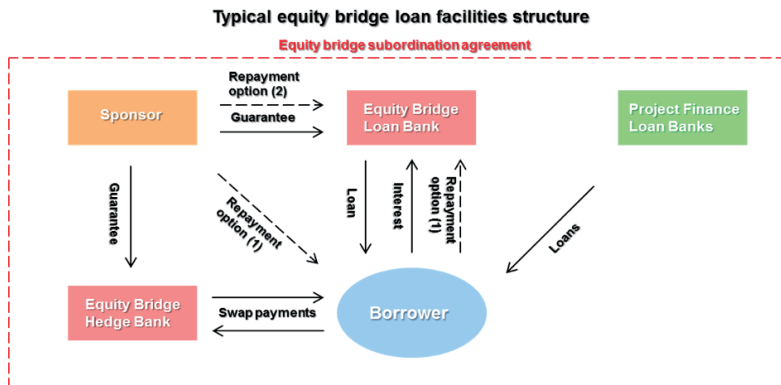 Typical equity bridge loan facilities structure
Equity bridge subordination agreement
Sponsor
Repayment
option (2)
Guarantee
Equity Bridge
Loan Bank
Project Finance
Loan Banks
Guarantee
Repayment
option (1)
Loan
Interest
Repayment
option (1)
Loans
Equity Bridge
Hedge Bank
Swap payments
Borrower